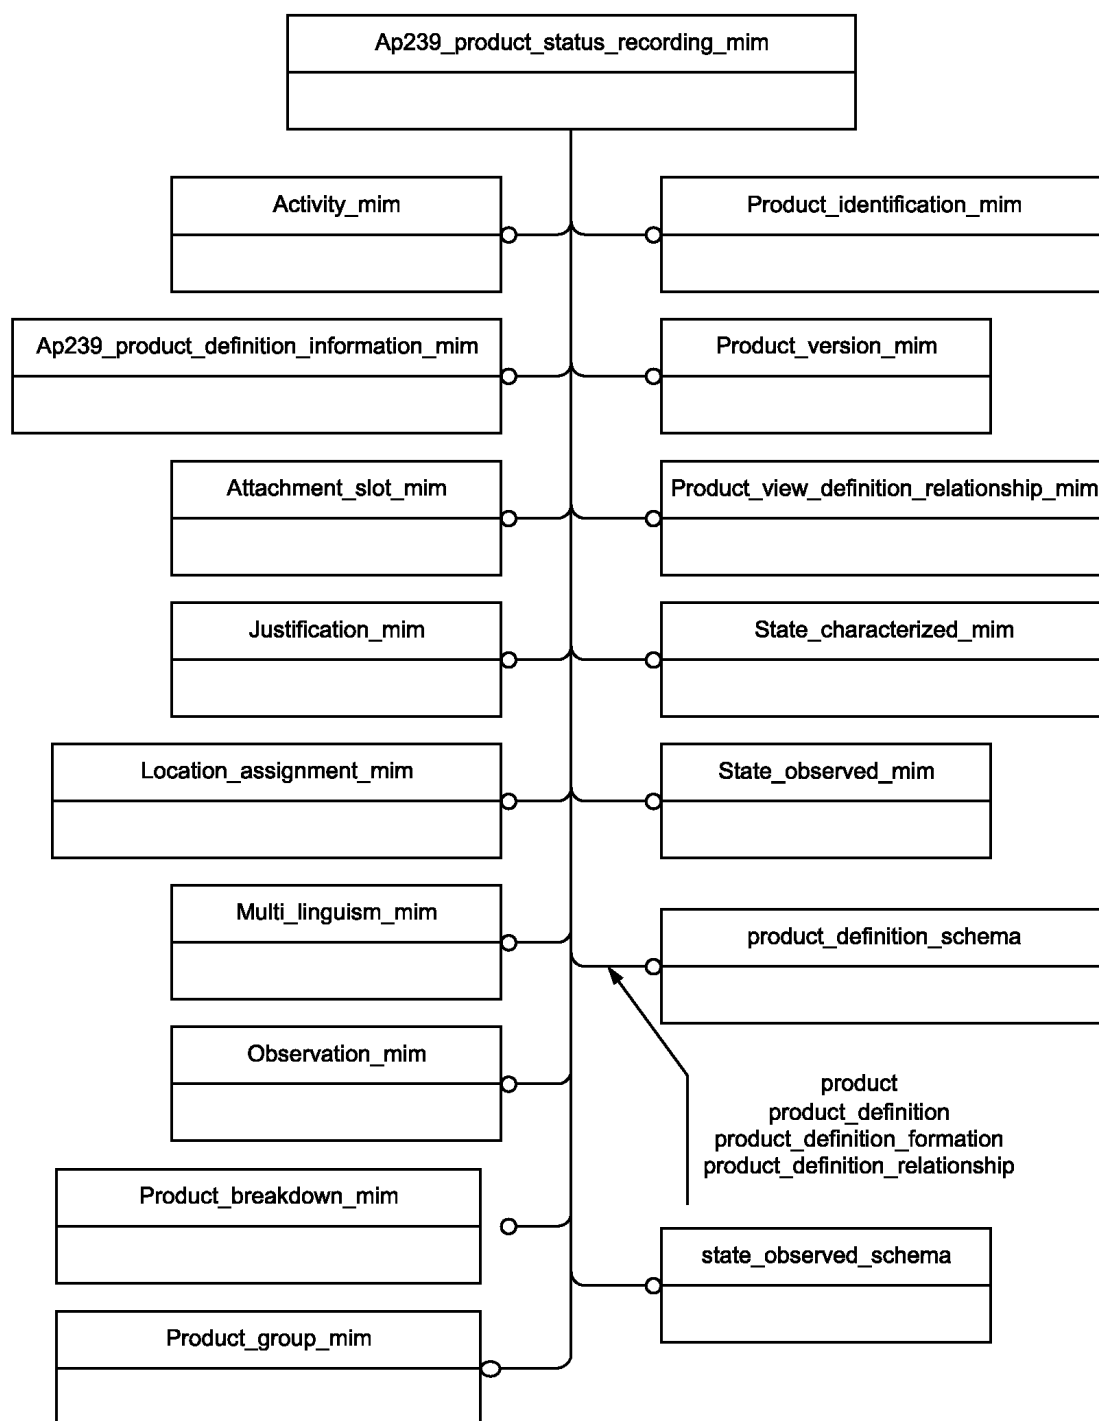 Ap239_product_status_recording_mim
Activity_mim
Product_identification_mim
Ap239_product_definition_information_mim
Product_version_mim
Attachment_slot_mim
Product_view_definition_relationship_mim
Justification_mim
State_characterized_mim
Location_assignment_mim
State_observed_mim
Multi_linguism_mim
product_definition_schema
Observation_mim
product
product_definition
product_definition_formation
product_definition_relationship
Product_breakdown_mim
state_observed_schema
Product_group_mim